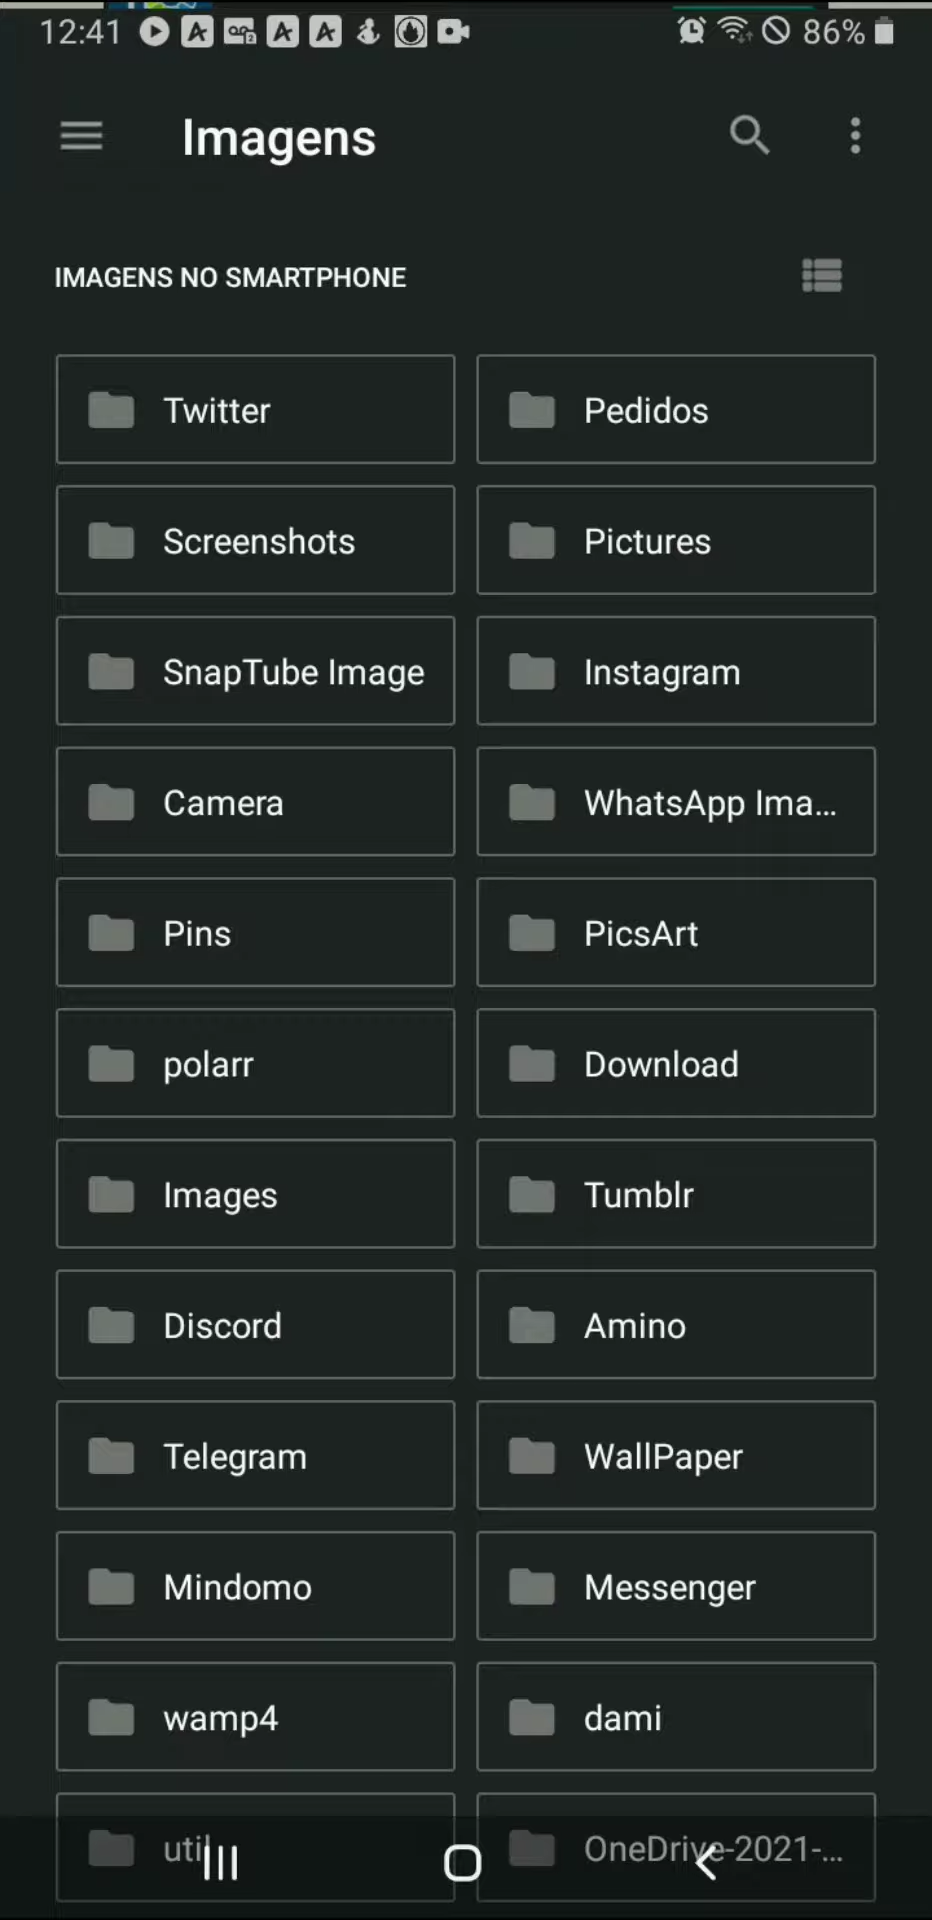 12:41
86%
Imagens
IMAGENS NO SMARTPHONE
Twitter
Pedidos
Screenshots
Pictures
SnapTube Image
Instagram
Camera
WhatsApp Ima...
Pins
PicsArt
polarr
Download
Images
Tumblr
Discord
Amino
Telegram
WallPaper
Mindomo
Messenger
wamp4
dami
util
OneDrive-2021-...